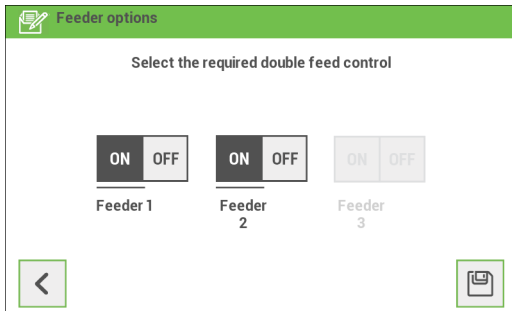 Feeder options
Select the required double feed control
ON OFF ON OFF ON OFF
Feeder 1 Feeder Feeder
2 3